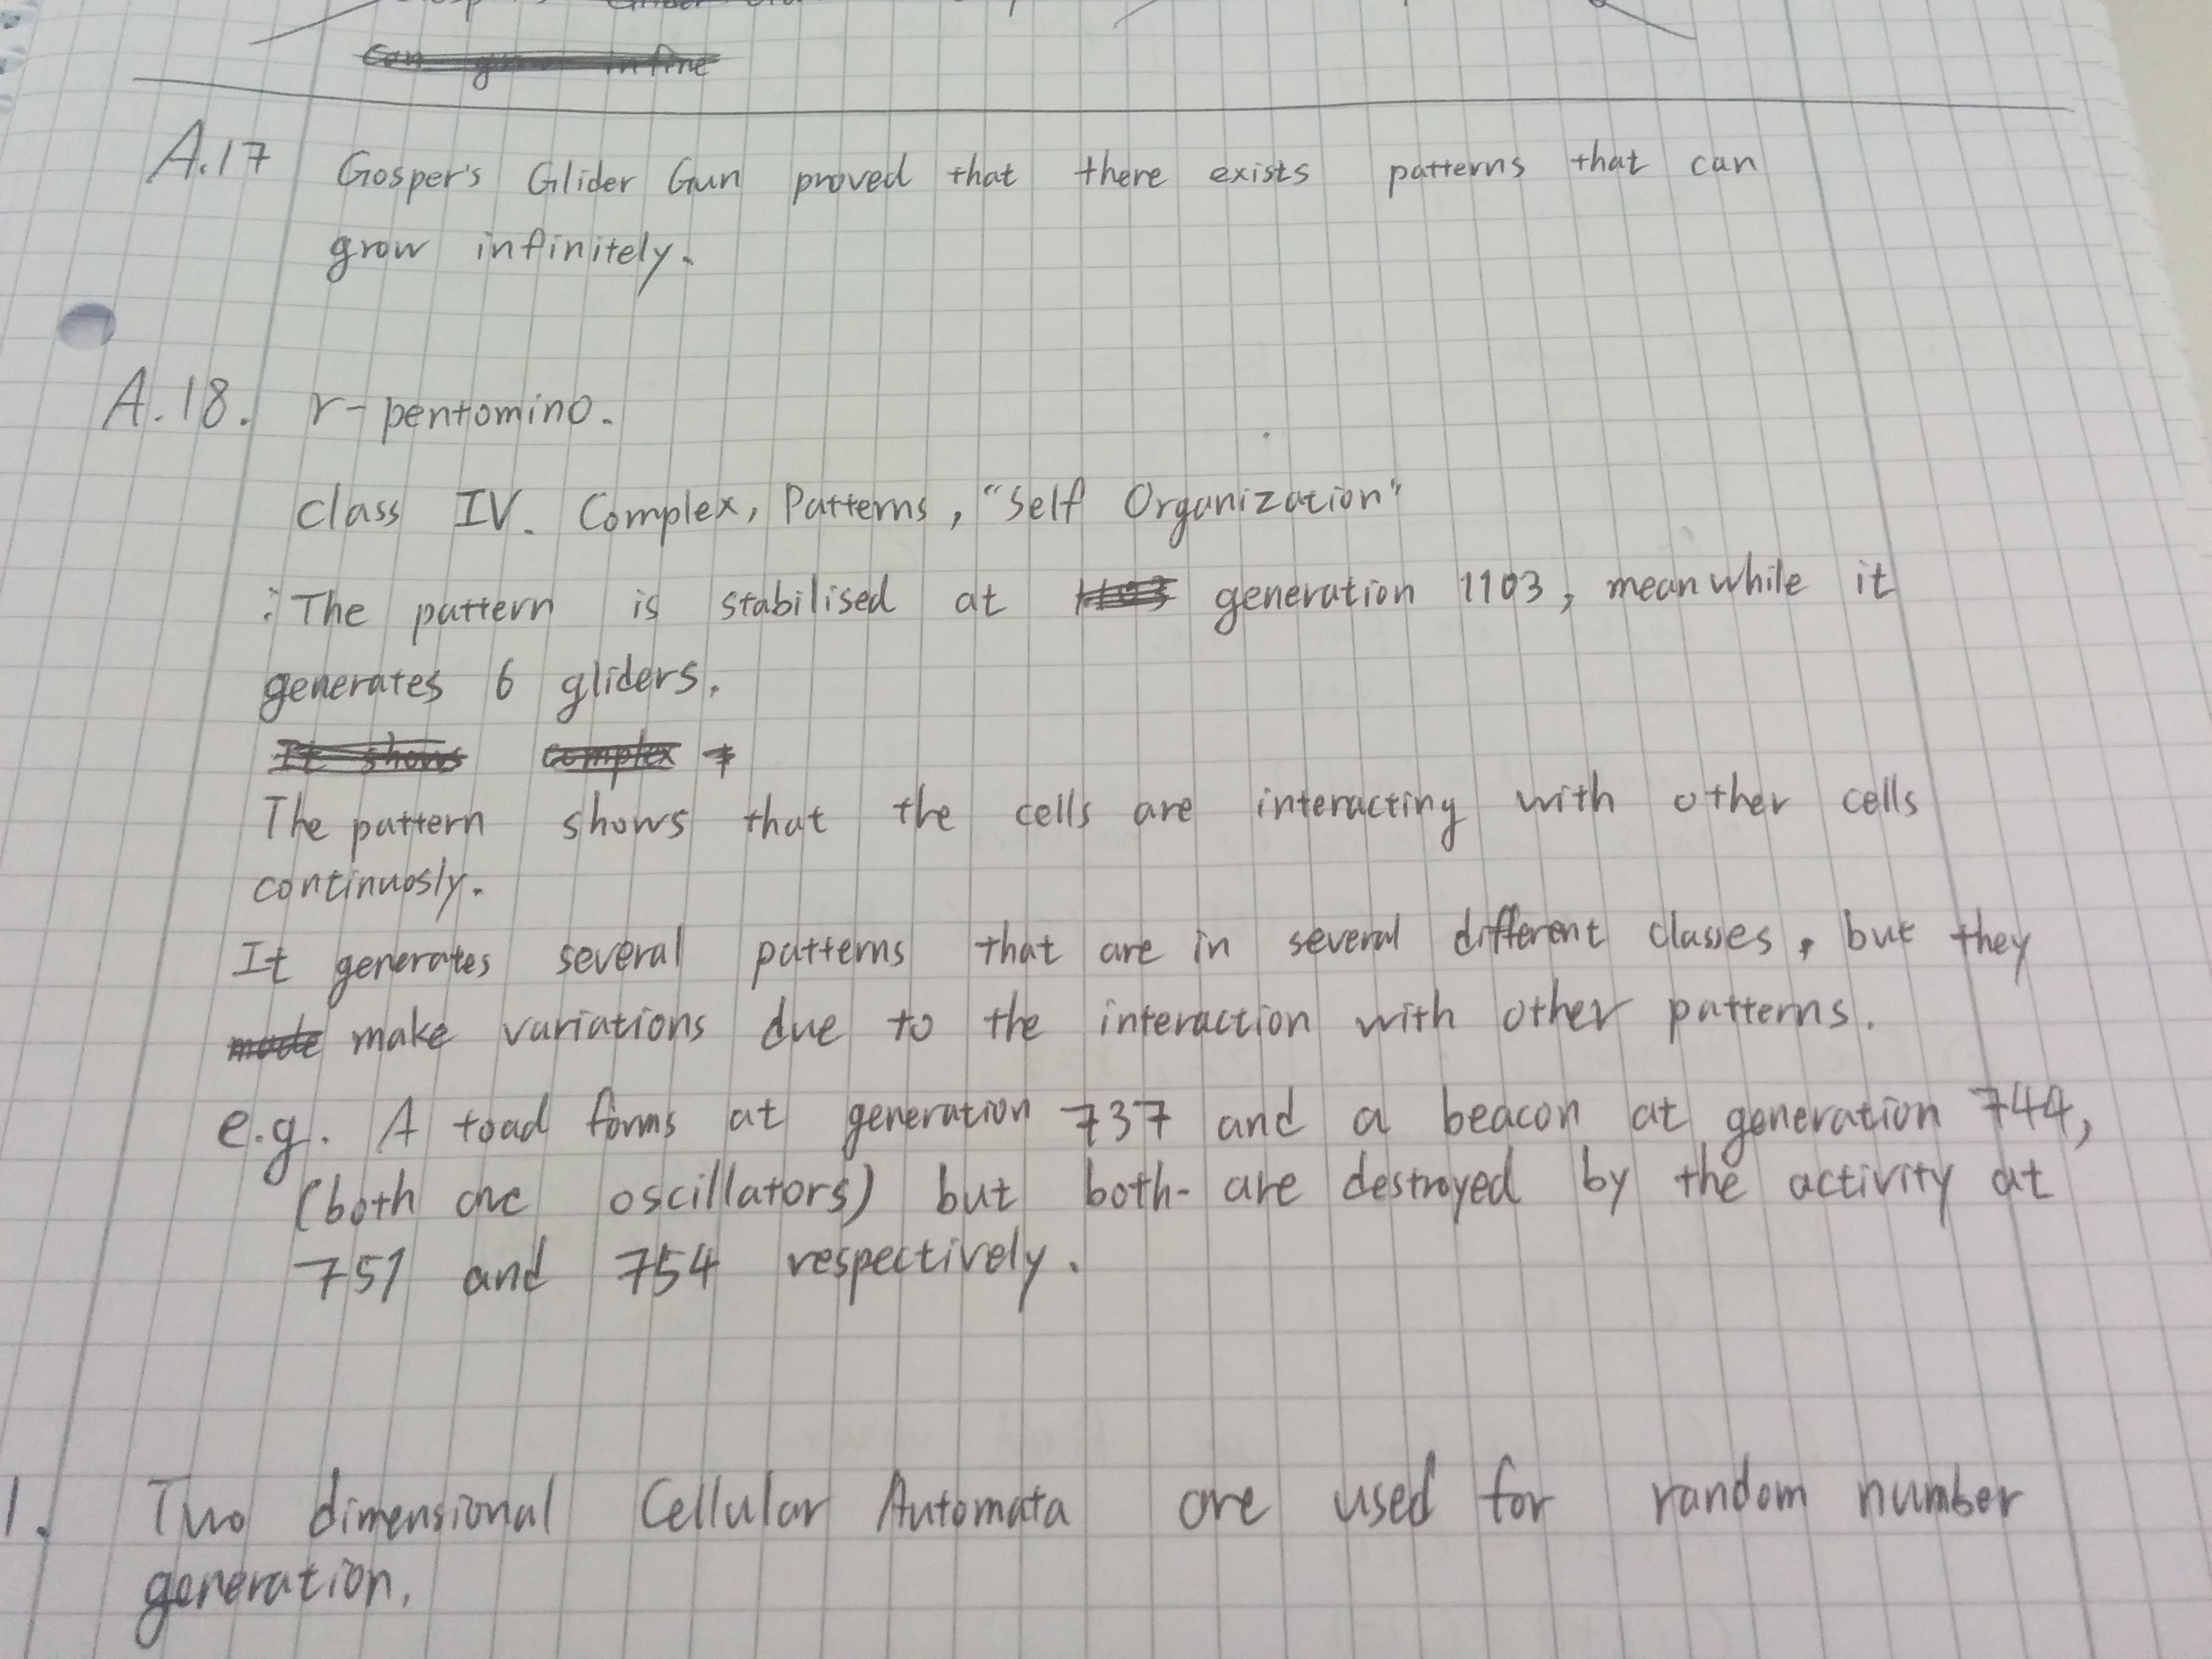 A.17 Gosper's Glider Gun proved that there exists patterns that can
grow infinitely.
A.18. r-pentomino.
Class IV. Complex, Patterns, "Self Organization"
: The pattern is stabilised at 1103 generation 1103, meanwhile it
generates 6 gliders.
It shows complex
The pattern shows that the cells are interacting with other cells
continuosly.
It generates several patterns that are in several different classes, but they
made make variations due to the interaction with other patterns.
e.g. A toad forms at generation 737 and a beacon at generation 744,
(both are oscillators) but both are destroyed by the activity at
751 and 754 respectively.
1. Two dimensional Cellular Automata are used for random number
generation.